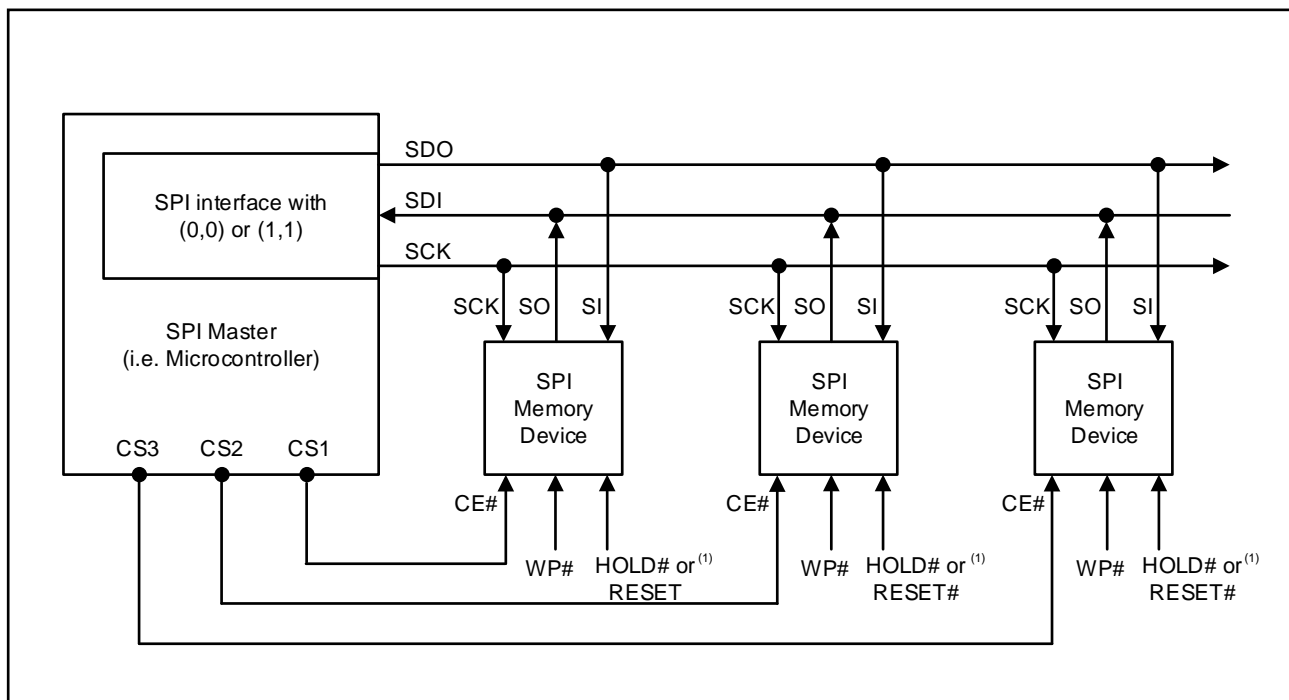 SDO
SPI interface with
(0,0) or (1,1)
SDI
SCK
SPI Master
(i.e. Microcontroller)
SCK SO SI
SCK SO SI
SCK SO SI
SPI
Memory
Device
SPI
Memory
Device
SPI
Memory
Device
CS3 CS2 CS1
CE#
WP#
HOLD# or (1)
RESET
CE#
WP#
HOLD# or (1)
RESET#
CE#
WP#
HOLD# or (1)
RESET#